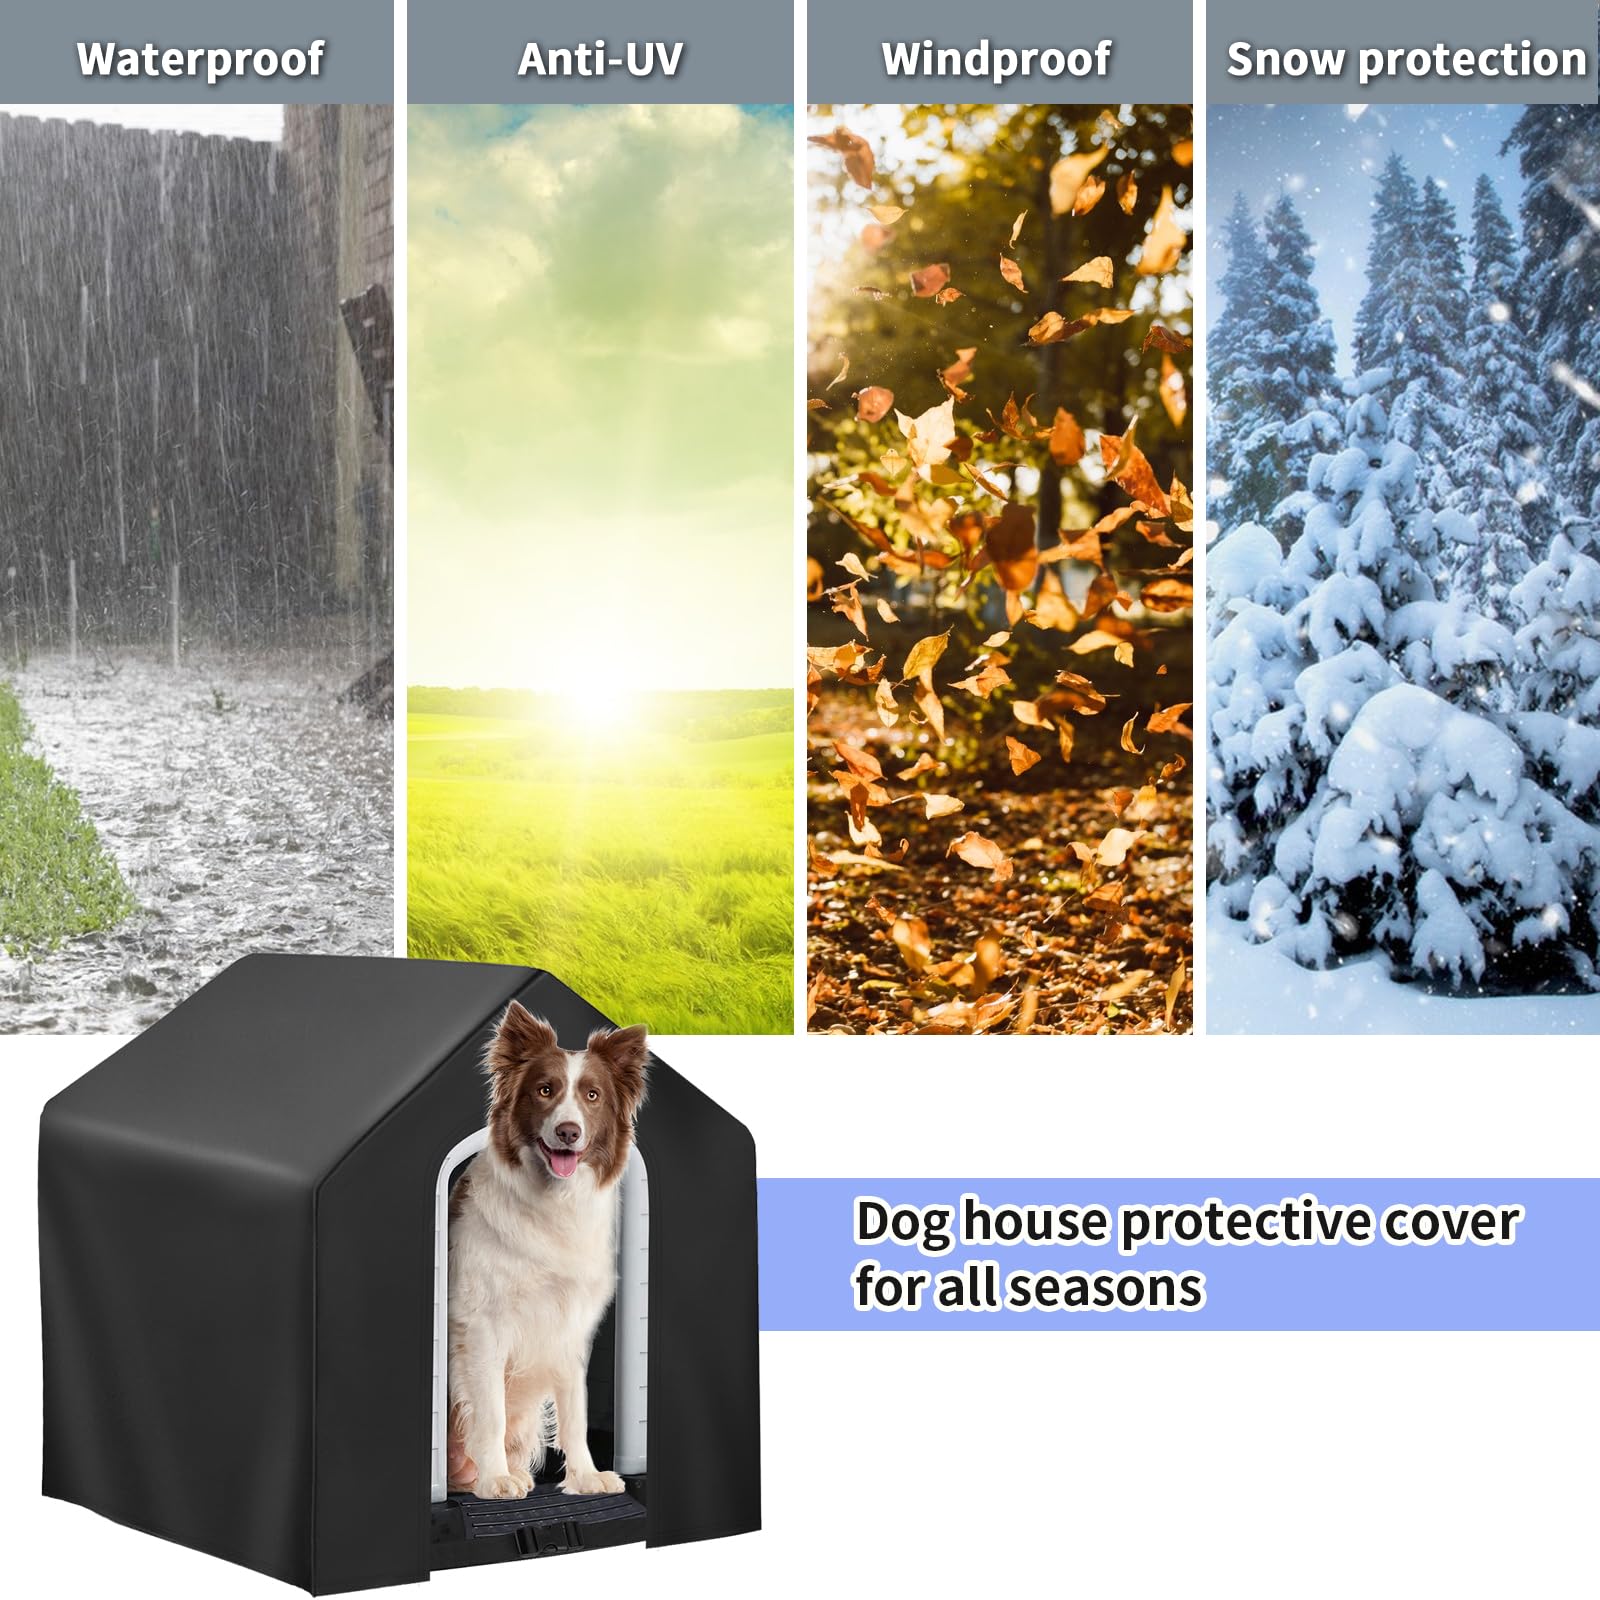 Waterproof
Anti-UV
Windproof
Snow protection
Dog house protective cover
for all seasons